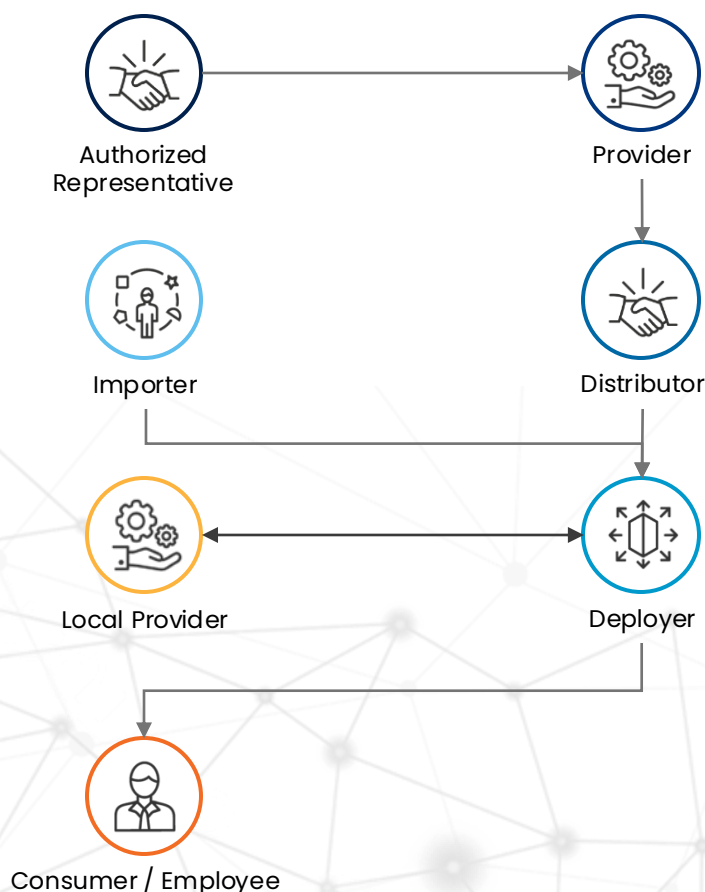 Authorized
Representative
Provider
Importer
Distributor
Local Provider
Deployer
Consumer / Employee